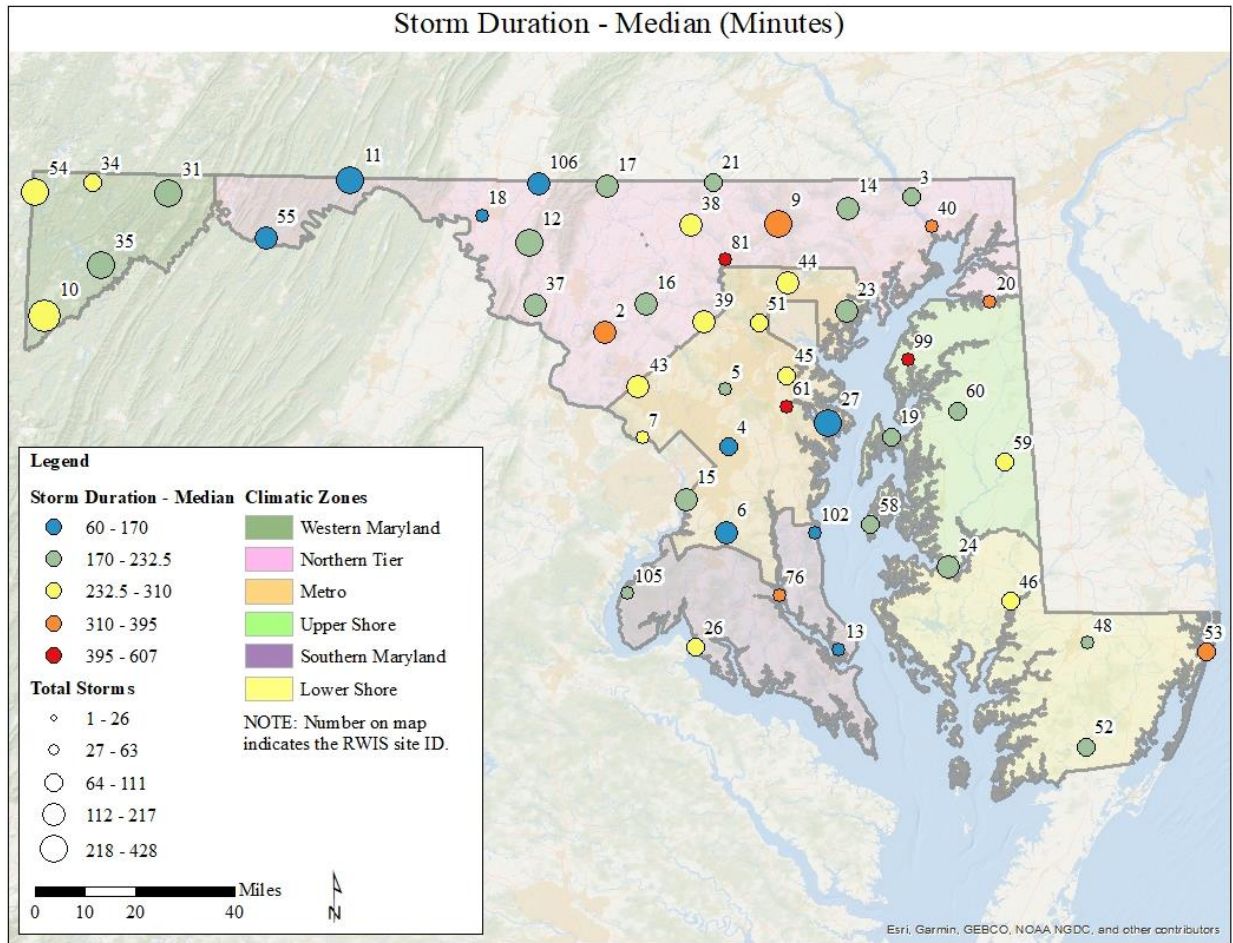 Storm Duration - Median (Minutes)
54
34
31
11
106
17
21
3
18
14
9
38
12
40
55
35
81
44
10
20
37
16
39
51
23
2
99
43
5
45
60
61
27
7
19
4
59
15
58
6
102
24
105
76
46
26
13
48
53
52
Legend
Storm Duration - Median
60 - 170
170 - 232.5
232.5 - 310
310 - 395
395 - 607
Total Storms
1 - 26
27 - 63
64 - 111
112 - 217
218 - 428
Climatic Zones
Western Maryland
Northern Tier
Metro
Upper Shore
Southern Maryland
Lower Shore
NOTE: Number on map
indicates the RWIS site ID.
Miles
0 10 20 40
N
Esri, Garmin, GEBCO, NOAA NGDC, and other contributors